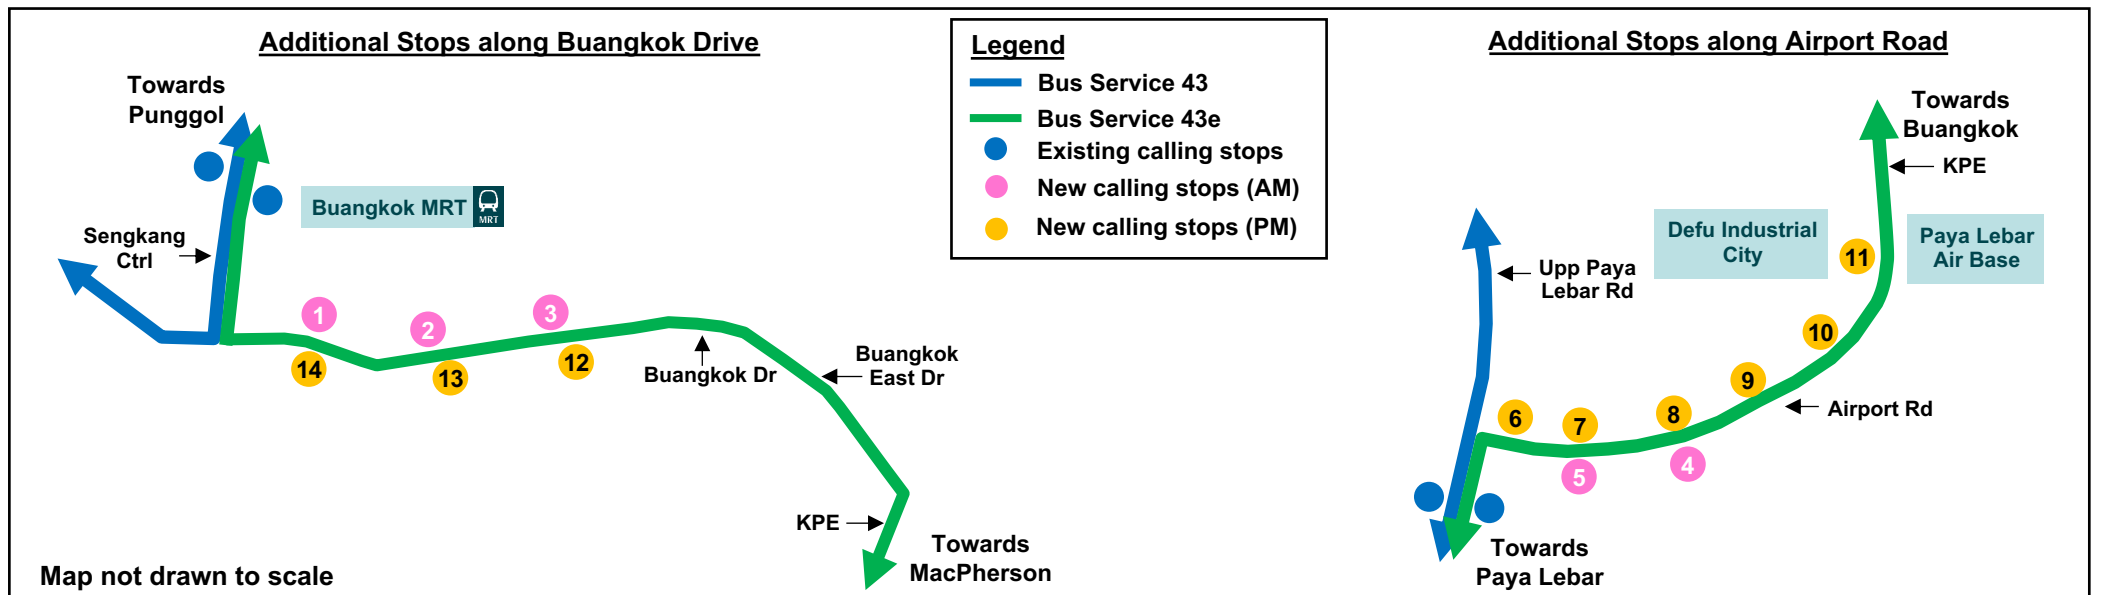 Additional Stops along Buangkok Drive
Towards
Punggol
Buangkok MRT
MRT
Sengkang
Ctrl
1
2
3
14
13
12
Buangkok Dr
Buangkok
East Dr
KPE
Towards
MacPherson
Map not drawn to scale
Legend
Bus Service 43
Bus Service 43e
Existing calling stops
New calling stops (AM)
New calling stops (PM)
Additional Stops along Airport Road
Towards
Buangkok
KPE
Defu Industrial
City
Paya Lebar
Air Base
11
Upp Paya
Lebar Rd
10
9
Airport Rd
6
7
8
5
4
Towards
Paya Lebar